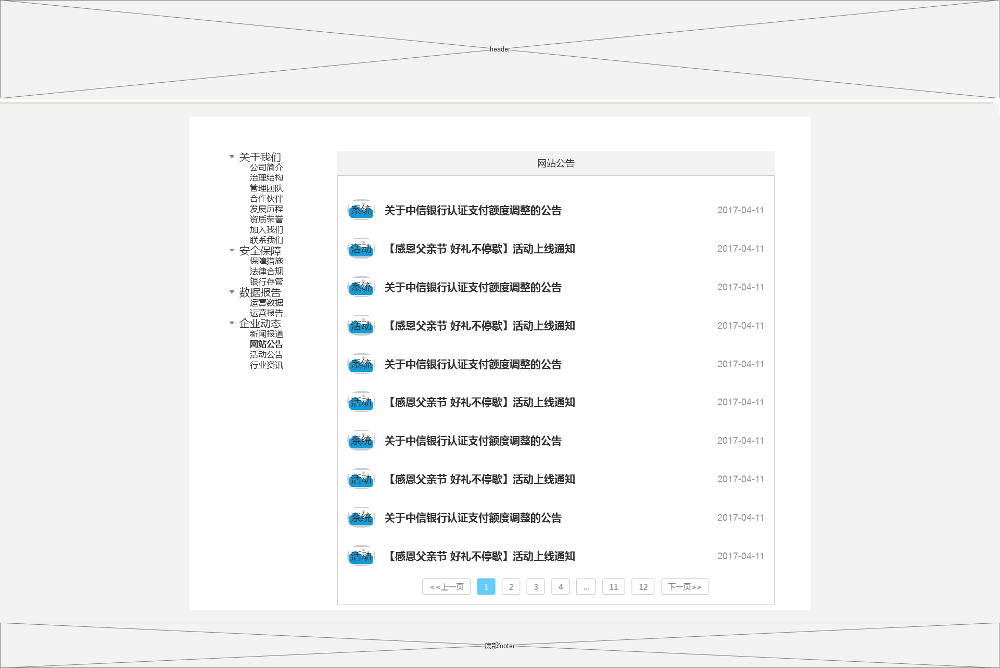 header
关于我们
公司简介
治理结构
管理团队
合作伙伴
发展历程
资质荣誉
加入我们
联系我们
安全保障
保障措施
法律合规
银行存管
数据报告
运营数据
运营报告
企业动态
新闻报道
网站公告
活动公告
行业资讯
网站公告
系统 关于中信银行认证支付额度调整的公告 2017-04-11
活动 【感恩父亲节 好礼不停歇】活动上线通知 2017-04-11
系统 关于中信银行认证支付额度调整的公告 2017-04-11
活动 【感恩父亲节 好礼不停歇】活动上线通知 2017-04-11
系统 关于中信银行认证支付额度调整的公告 2017-04-11
活动 【感恩父亲节 好礼不停歇】活动上线通知 2017-04-11
系统 关于中信银行认证支付额度调整的公告 2017-04-11
活动 【感恩父亲节 好礼不停歇】活动上线通知 2017-04-11
系统 关于中信银行认证支付额度调整的公告 2017-04-11
活动 【感恩父亲节 好礼不停歇】活动上线通知 2017-04-11
<<上一页 1 2 3 4 ... 11 12 下一页>>
底部footer